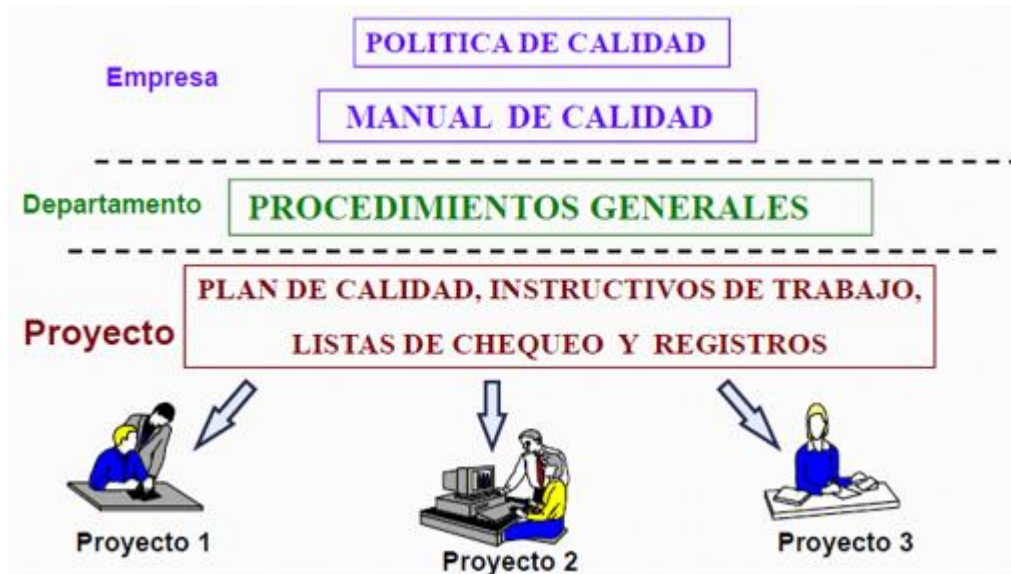 POLITICA DE CALIDAD
Empresa
MANUAL DE CALIDAD
Departamento
PROCEDIMIENTOS GENERALES
PLAN DE CALIDAD, INSTRUCTIVOS DE TRABAJO,
Proyecto
LISTAS DE CHEQUEO Y REGISTROS
Proyecto 1
Proyecto 2
Proyecto 3